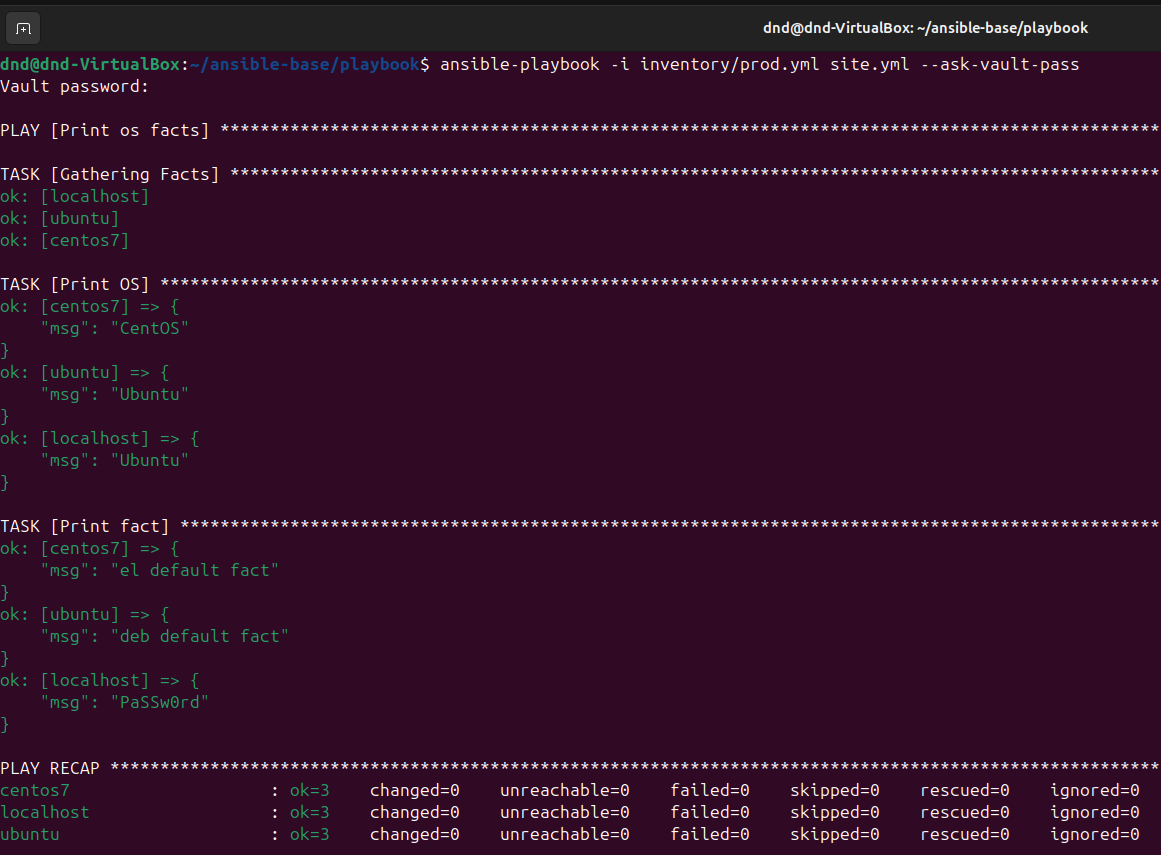 dnd@dnd-VirtualBox: ~/ansible-base/playbook
dnd@dnd-VirtualBox:~/ansible-base/playbook$ ansible-playbook -i inventory/prod.yml site.yml --ask-vault-pass
Vault password:
PLAY [Print os facts] **********************************************************************************************
TASK [Gathering Facts] *********************************************************************************************
ok: [localhost]
ok: [ubuntu]
ok: [centos7]
TASK [Print OS] ****************************************************************************************************
ok: [centos7] => {
    "msg": "CentOS"
}
ok: [ubuntu] => {
    "msg": "Ubuntu"
}
ok: [localhost] => {
    "msg": "Ubuntu"
}
TASK [Print fact] **************************************************************************************************
ok: [centos7] => {
    "msg": "el default fact"
}
ok: [ubuntu] => {
    "msg": "deb default fact"
}
ok: [localhost] => {
    "msg": "PaSSw0rd"
}
PLAY RECAP *********************************************************************************************************
centos7                    : ok=3    changed=0    unreachable=0    failed=0    skipped=0    rescued=0    ignored=0
localhost                  : ok=3    changed=0    unreachable=0    failed=0    skipped=0    rescued=0    ignored=0
ubuntu                     : ok=3    changed=0    unreachable=0    failed=0    skipped=0    rescued=0    ignored=0